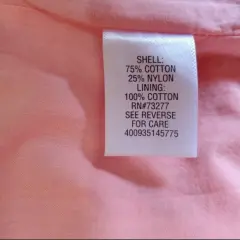 SHELL:
75% COTTON
25% NYLON
LINING:
100% COTTON
RN#73277
SEE REVERSE
FOR CARE
400935145775